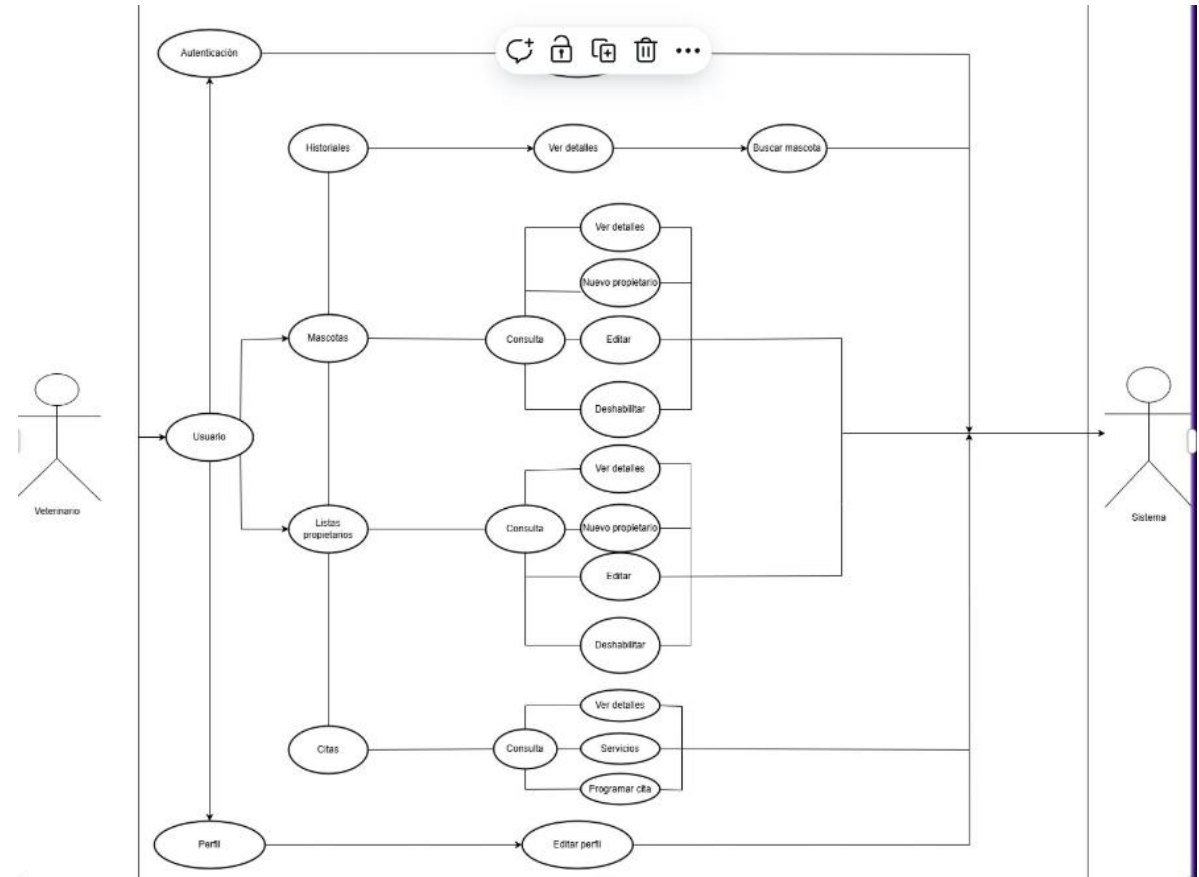 Autenticación
Historiales
Ver detalles
Buscar mascota
Ver detalles
Nuevo propietario
Mascotas
Consulta
Editar
Deshabilitar
Usuario
Veterinario
Sistema
Ver detalles
Listas
propietarios
Consulta
Nuevo propietario
Editar
Deshabilitar
Ver detalles
Citas
Consulta
Servicios
Programar cita
Perfil
Editar perfil